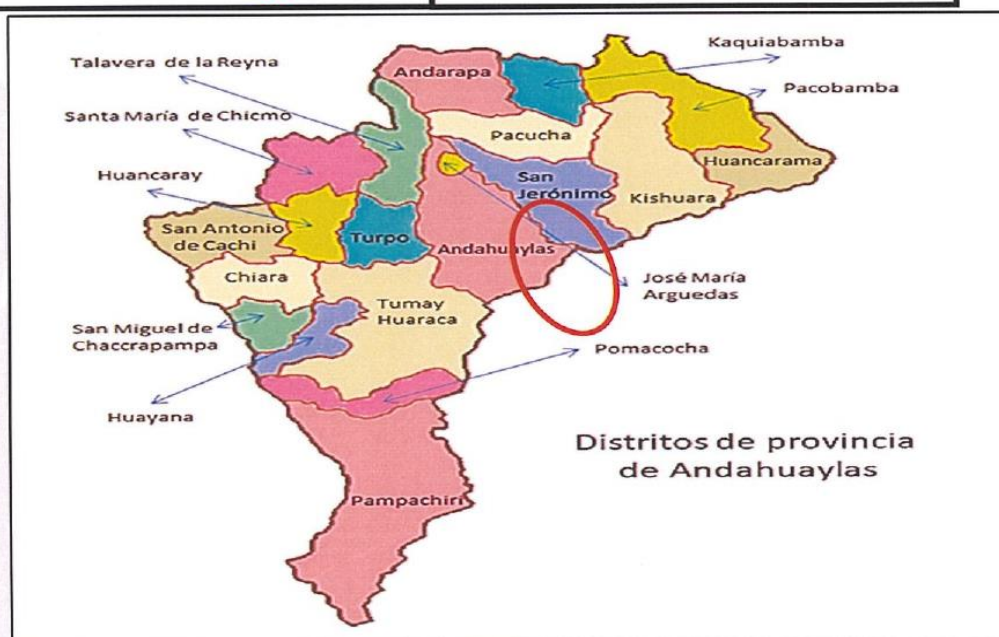 Kaquiabamba
Talavera de la Reyna
Andarapa
Pacobamba
Santa María de Chicmo
Pacucha
Huancarama
Huancaray
San
Jerónimo
Kishuara
San Antonio
de Cachi
Turpo
Andahuaylas
Chiara
José María
Arguedas
Tumay
Huaraca
San Miguel de
Chaccrapampa
Pomacocha
Huayana
Distritos de provincia
de Andahuaylas
Pampachiri